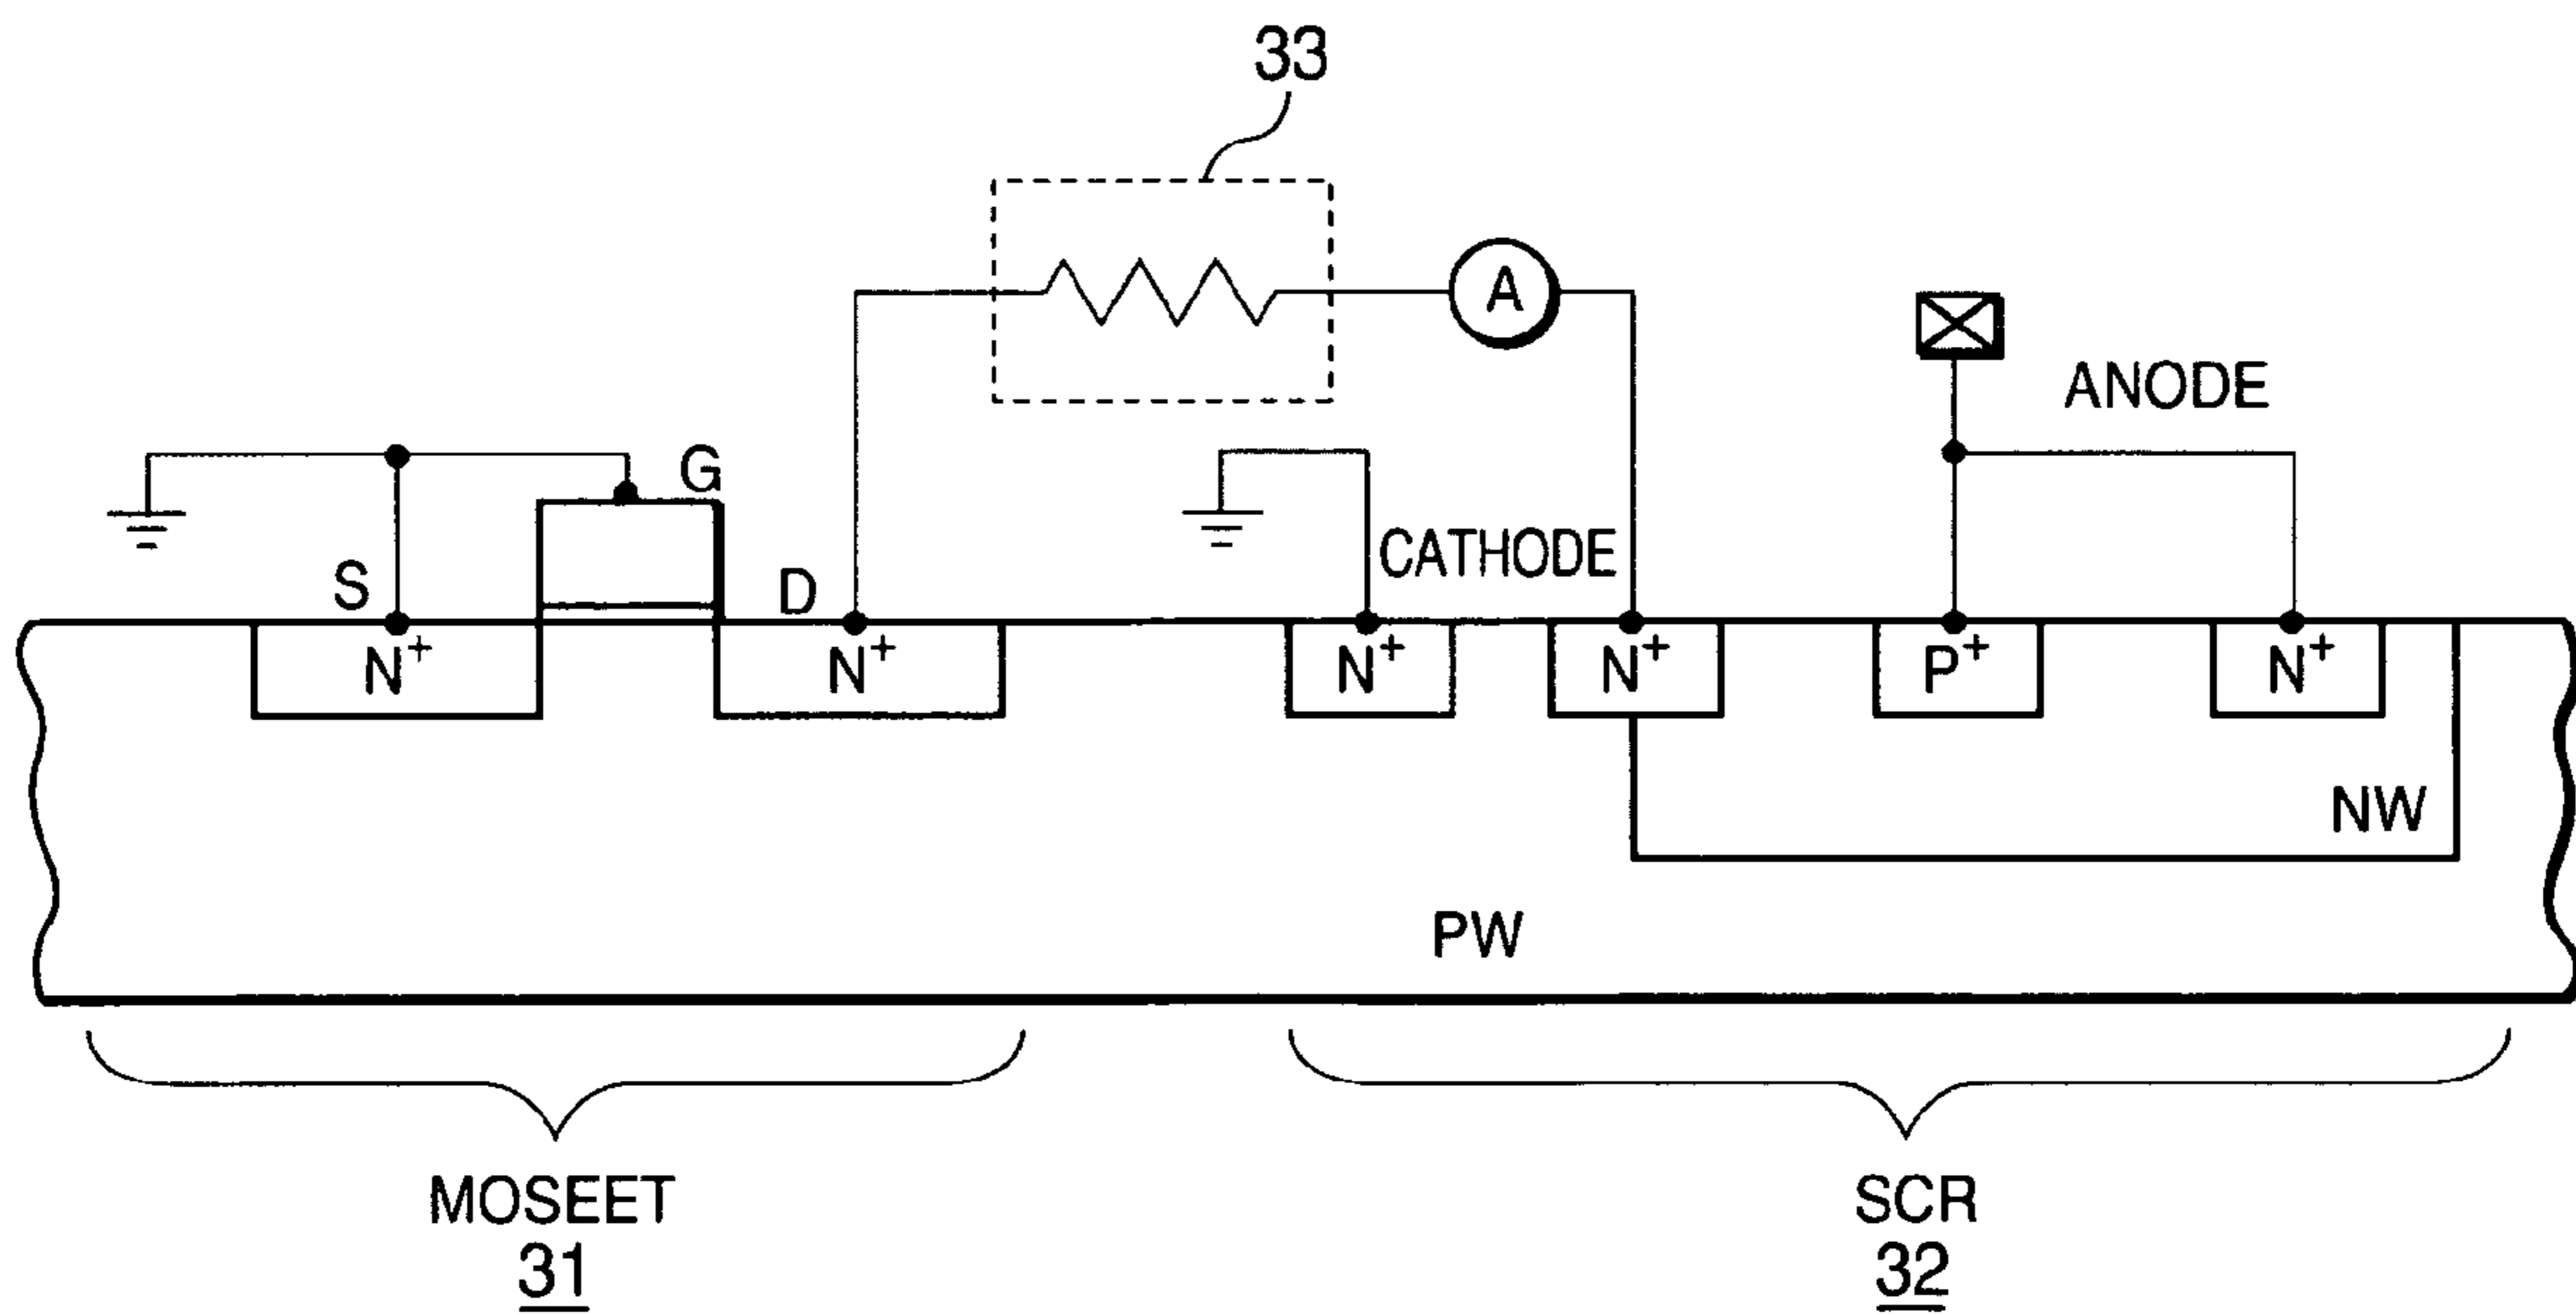 33
A
ANODE
G
CATHODE
S
D
N+
N+
N+
N+
P+
N+
NW
PW
MOSEET
SCR
31
32